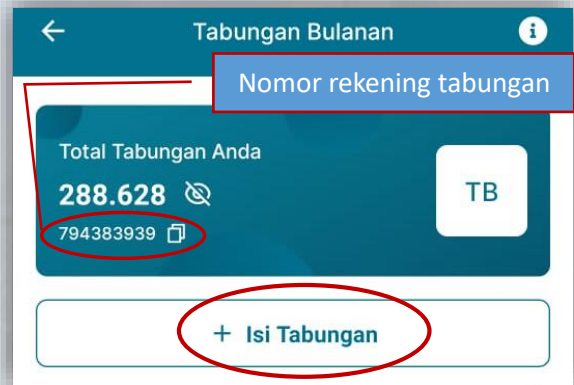 Tabungan Bulanan
Nomor rekening tabungan
Total Tabungan Anda
288.628
TB
794383939
+ Isi Tabungan